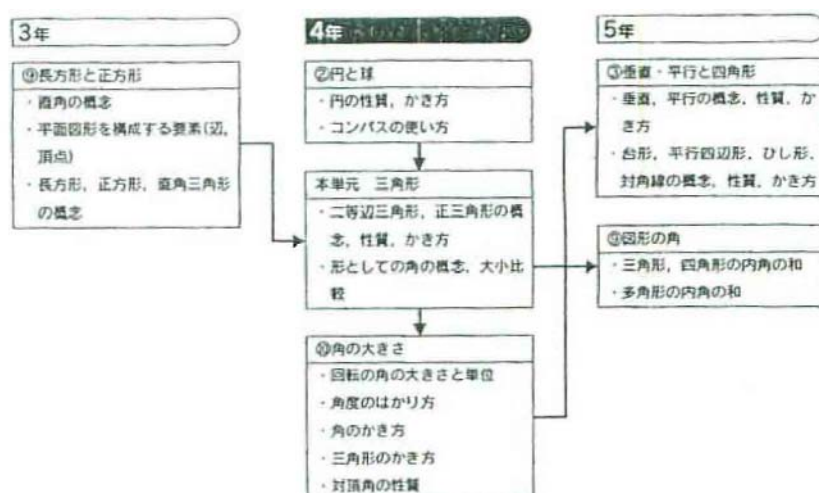 3年
⑨長方形と正方形
・直角の概念
・平面図形を構成する要素(辺,
頂点)
・長方形,正方形,直角三角形
の概念
4年
②円と球
・円の性質,かき方
・コンパスの使い方
本単元 三角形
・二等辺三角形,正三角形の概
念,性質,かき方
・形としての角の概念,大小比
較
⑩角の大きさ
・回転の角の大きさと単位
・角度のはかり方
・角のかき方
・三角形のかき方
・対頂角の性質
5年
③垂直・平行と四角形
・垂直,平行の概念,性質,か
き方
・台形,平行四辺形,ひし形,
対角線の概念,性質,かき方
図形の角
・三角形,四角形の内角の和
・多角形の内角の和